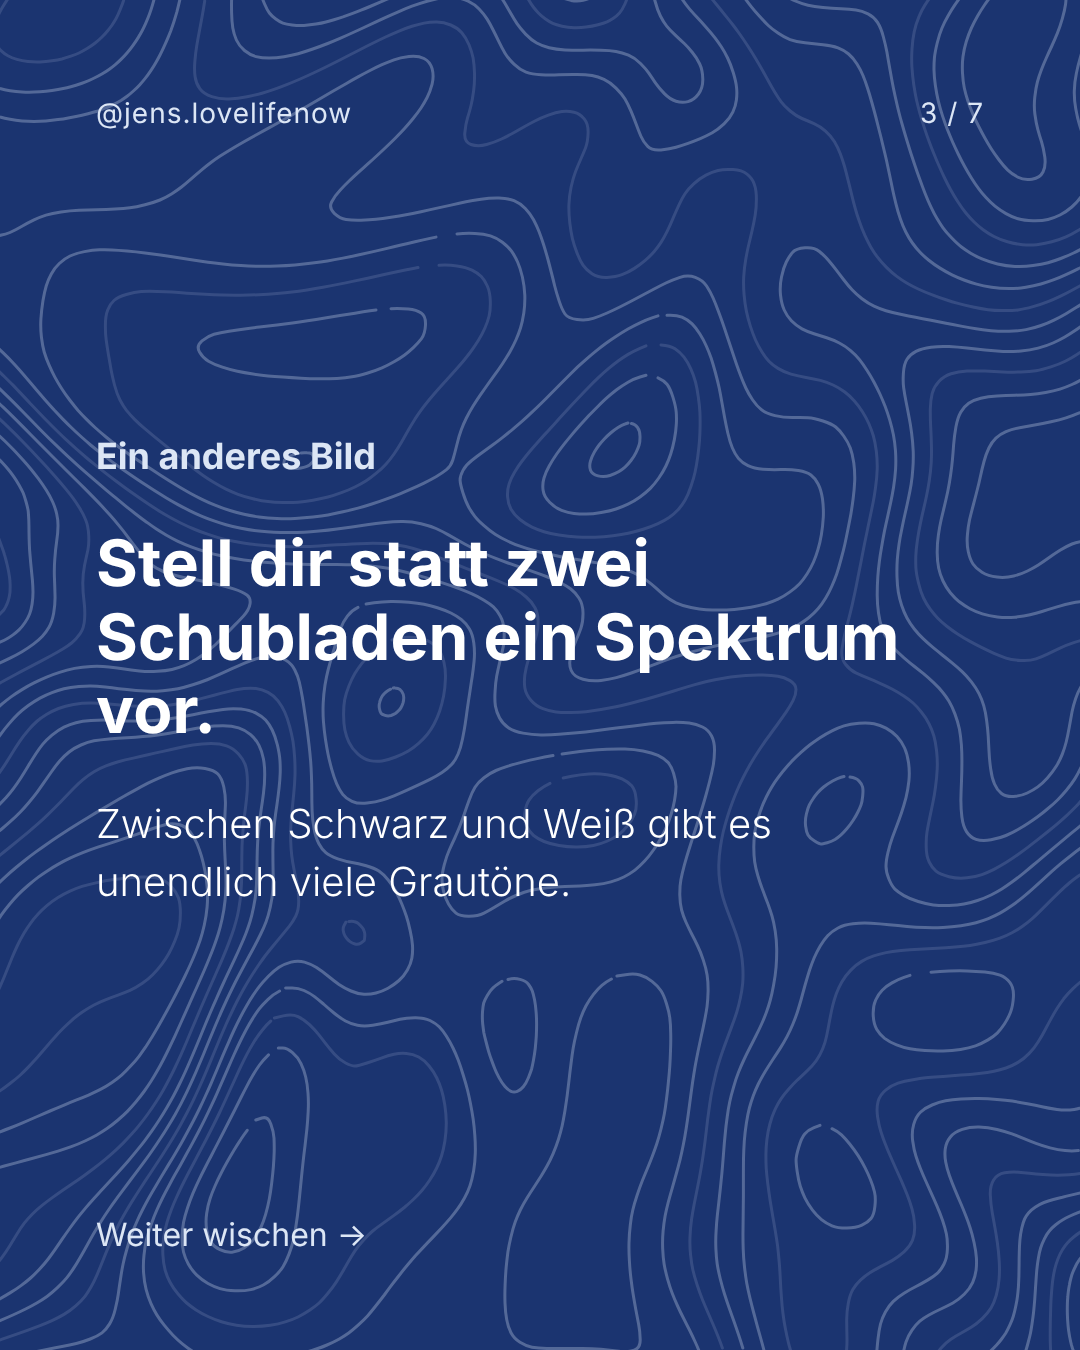 @jens.lovelifenow
3 / 7
Ein anderes Bild
Stell dir statt zwei
Schubladen ein Spektrum
vor.
Zwischen Schwarz und Weiß gibt es
unendlich viele Grautöne.
Weiter wischen →